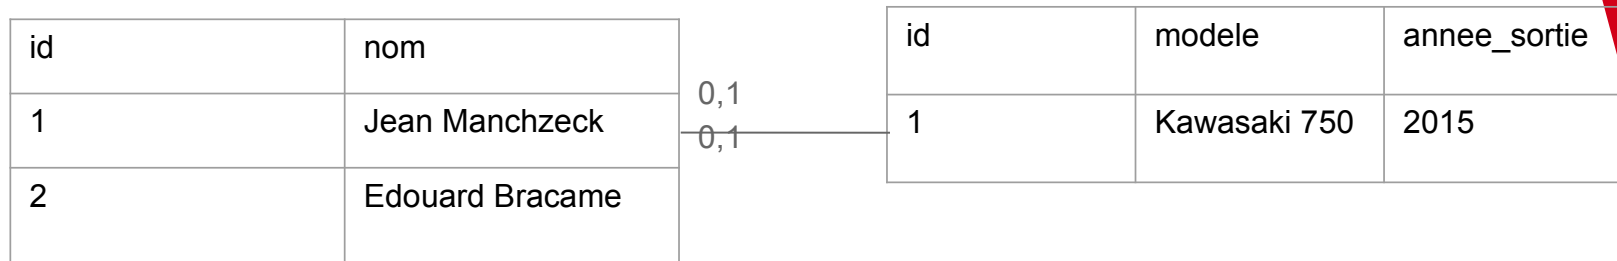 id nom
1 Jean Manchzeck
2 Edouard Bracame
0,1
0,1
id modele annee_sortie
1 Kawasaki 750 2015